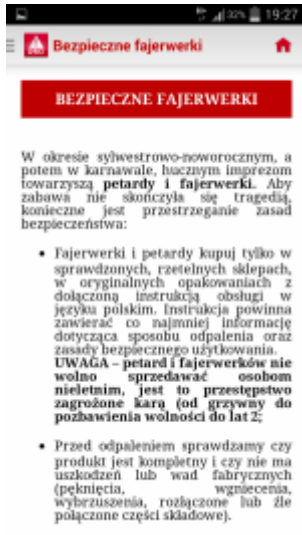 32% 19:27
Bezpieczne fajerwerki
BEZPIECZNE FAJERWERKI
W okresie sylwestrowo-noworocznym, a
potem w karnawale, hucznym imprezom
towarzyszą petardy i fajerwerki. Aby
zabawa nie skończyła się tragedią,
konieczne jest przestrzeganie zasad
bezpieczeństwa:
• Fajerwerki i petardy kupuj tylko w
sprawdzonych, rzetelnych sklepach,
w oryginalnych opakowaniach z
dołączoną instrukcją obsługi w
języku polskim. Instrukcja powinna
zawierać co najmniej informację
dotycząca sposobu odpalenia oraz
zasady bezpiecznego użytkowania.
UWAGA – petard i fajerwerków nie
wolno sprzedawać osobom
nieletnim, jest to przestępstwo
zagrożone karą (od grzywny do
pozbawienia wolności do lat 2;
• Przed odpaleniem sprawdzamy czy
produkt jest kompletny i czy nie ma
uszkodzeń lub wad fabrycznych
(pęknięcia, wgniecenia,
wybrzuszenia, rozłączone lub źle
połączone części składowe).